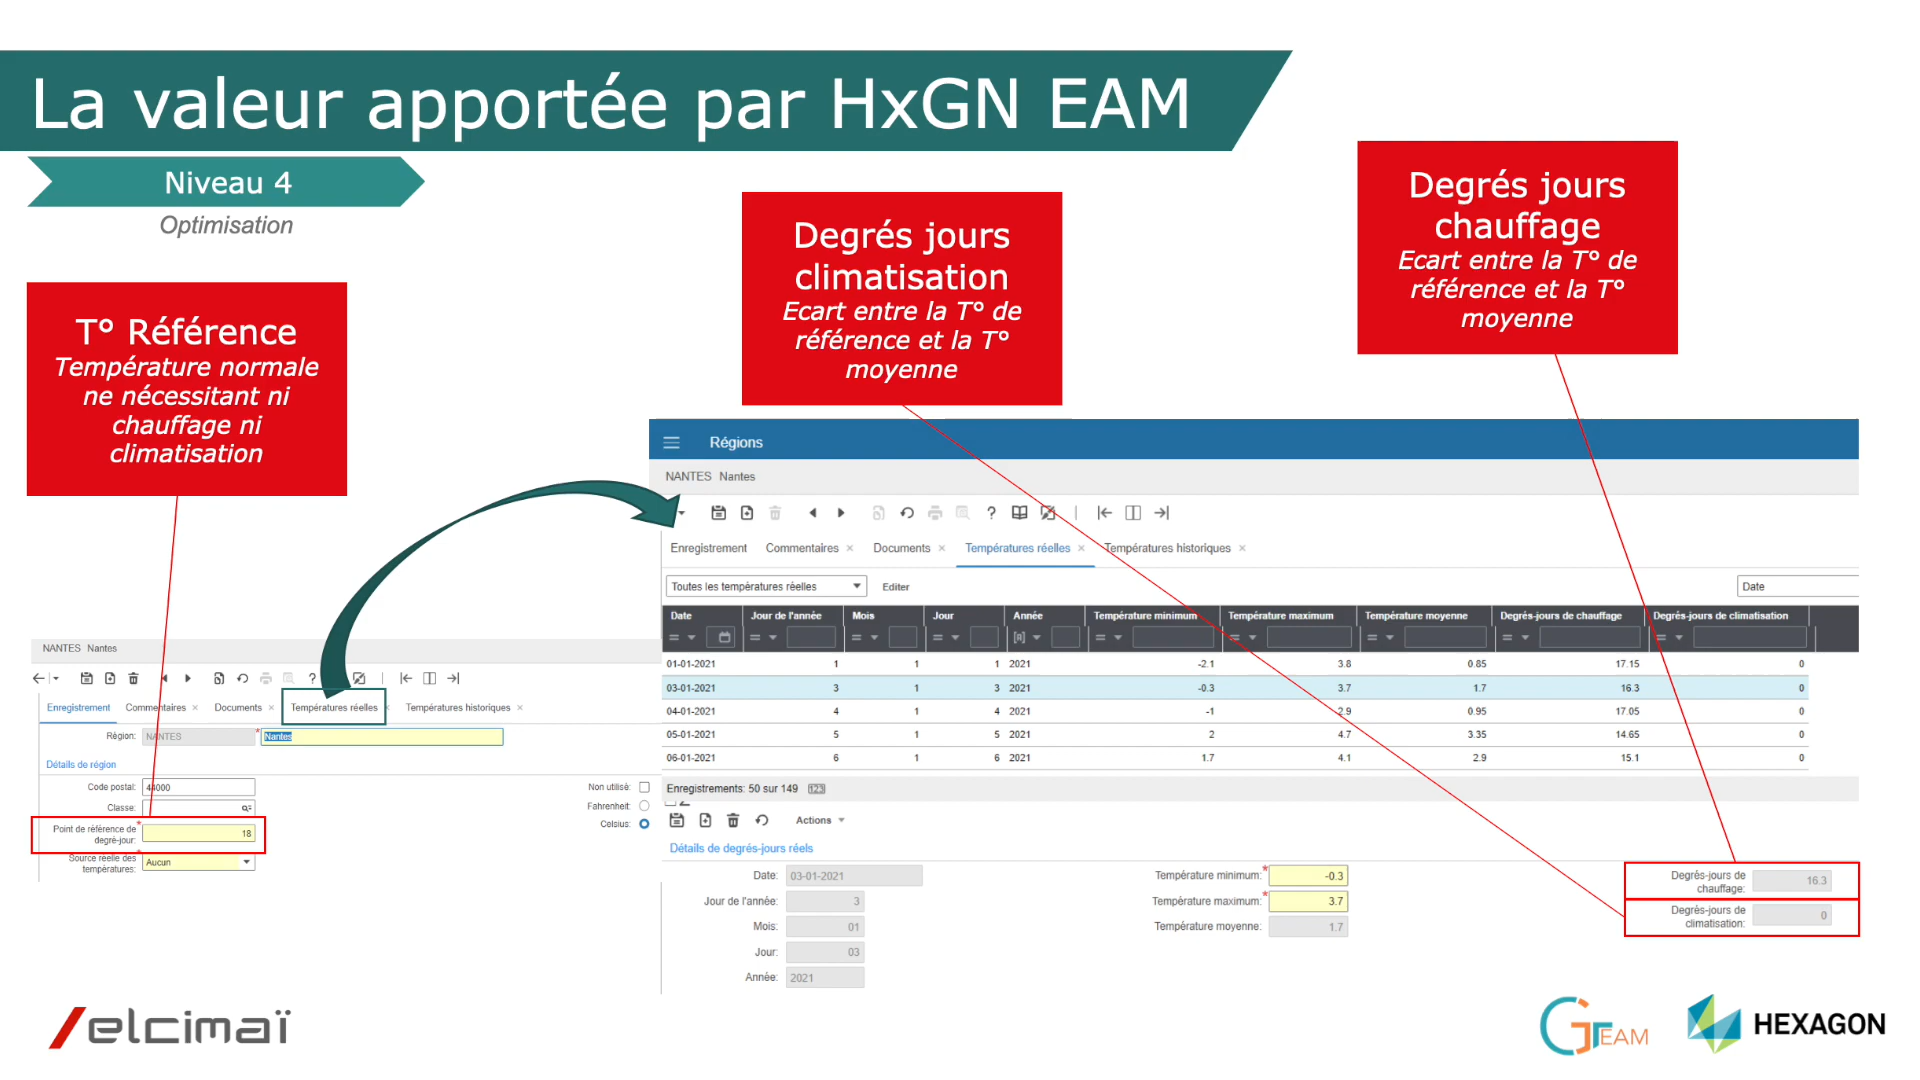 La valeur apportée par HxGN EAM
Niveau 4
Optimisation
T° Référence
Température normale
ne nécessitant ni
chauffage ni
climatisation
Degrés jours
climatisation
Ecart entre la T° de
référence et la T°
moyenne
Degrés jours
chauffage
Ecart entre la T° de
référence et la T°
moyenne
NANTES Nantes
Enregistrement Commentaires × Documents × Températures réelles Températures historiques ×
Région: NANTES * Nantes
Détails de région
Code postal: 44000
Classe:
Point de référence de
degré-jour: * 18
Source réelle des
températures: Aucun
Non utilisé:
Fahrenheit:
Celsius:
Régions
NANTES Nantes
Enregistrement Commentaires × Documents × Températures réelles × Températures historiques ×
Toutes les températures réelles Editer Date
Date Jour de l'année Mois Jour Année Température minimum Température maximum Température moyenne Degrés-jours de chauffage Degrés-jours de climatisation
01-01-2021 1 1 1 2021 -2.1 3.8 0.85 17.15 0
03-01-2021 3 1 3 2021 -0.3 3.7 1.7 16.3 0
04-01-2021 4 1 4 2021 -1 2.9 0.95 17.05 0
05-01-2021 5 1 5 2021 2 4.7 3.35 14.65 0
06-01-2021 6 1 6 2021 1.7 4.1 2.9 15.1 0
Enregistrements: 50 sur 149 123
Actions
Détails de degrés-jours réels
Date: 03-01-2021
Jour de l'année: 3
Mois: 01
Jour: 03
Année: 2021
Température minimum: * -0.3
Température maximum: * 3.7
Température moyenne: 1.7
Degrés-jours de
chauffage: 16.3
Degrés-jours de
climatisation: 0
elcimaï
GTEAM
HEXAGON